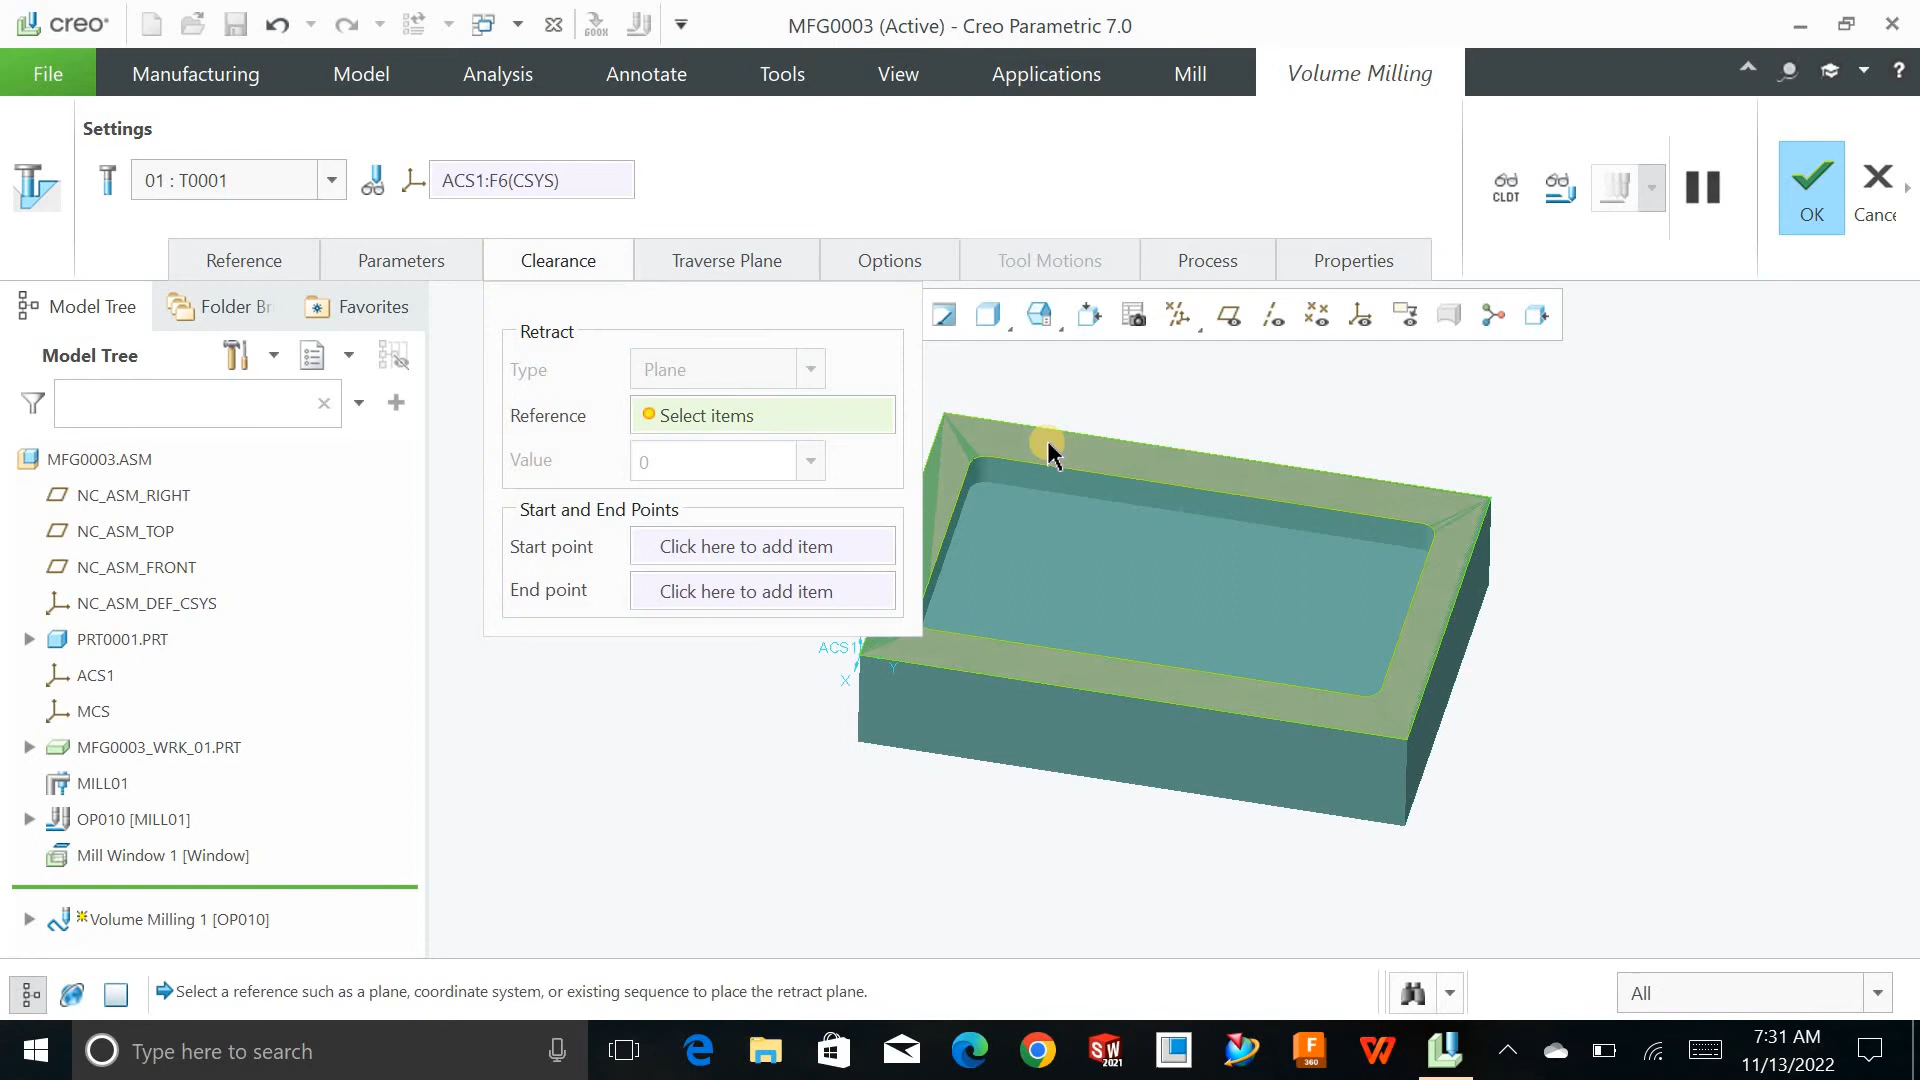 creo®
MFG0003 (Active) - Creo Parametric 7.0
File
Manufacturing
Model
Analysis
Annotate
Tools
View
Applications
Mill
Volume Milling
Settings
01 : T0001
ACS1:F6(CSYS)
CLDT
OK
Cance
Reference
Parameters
Clearance
Traverse Plane
Options
Tool Motions
Process
Properties
Model Tree
Folder Br
Favorites
Model Tree
Retract
Type
Plane
Reference
Select items
Value
0
Start and End Points
Start point
Click here to add item
End point
Click here to add item
MFG0003.ASM
NC_ASM_RIGHT
NC_ASM_TOP
NC_ASM_FRONT
NC_ASM_DEF_CSYS
PRT0001.PRT
ACS1
MCS
MFG0003_WRK_01.PRT
MILL01
OP010 [MILL01]
Mill Window 1 [Window]
Volume Milling 1 [OP010]
ACS1
X
Y
Select a reference such as a plane, coordinate system, or existing sequence to place the retract plane.
All
Type here to search
SW
2021
F
360
7:31 AM
11/13/2022